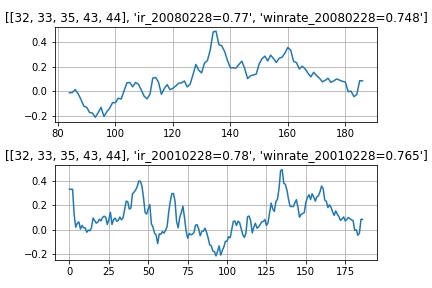 [[32, 33, 35, 43, 44], 'ir_20080228=0.77', 'winrate_20080228=0.748']
0.4
0.2
0.0
−0.2
80 100 120 140 160 180
[[32, 33, 35, 43, 44], 'ir_20010228=0.78', 'winrate_20010228=0.765']
0.4
0.2
0.0
−0.2
0 25 50 75 100 125 150 175